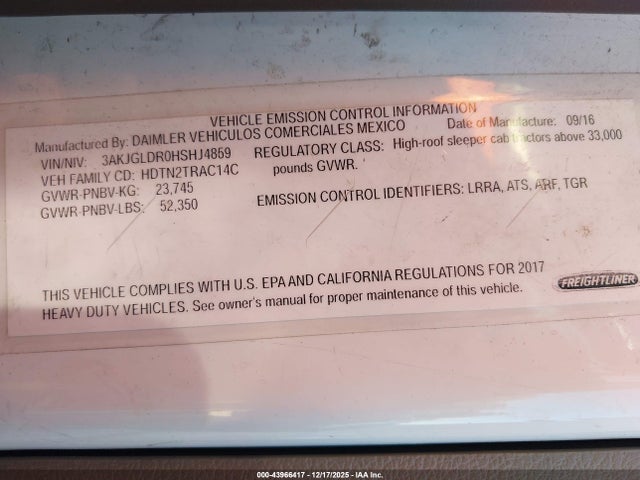 VEHICLE EMISSION CONTROL INFORMATION
Manufactured By: DAIMLER VEHICULOS COMERCIALES MEXICO Date of Manufacture: 09/16
VIN/NIV: 3AKJGLDR0HSHJ4859 REGULATORY CLASS: High-roof sleeper cab tractors above 33,000
VEH FAMILY CD: HDTN2TRAC14C pounds GVWR.
GVWR-PNBV-KG: 23,745
GVWR-PNBV-LBS: 52,350 EMISSION CONTROL IDENTIFIERS: LRRA, ATS, ARF, TGR
THIS VEHICLE COMPLIES WITH U.S. EPA AND CALIFORNIA REGULATIONS FOR 2017
HEAVY DUTY VEHICLES. See owner's manual for proper maintenance of this vehicle.
FREIGHTLINER
000-43966417 - 12/17/2025 - IAA Inc.